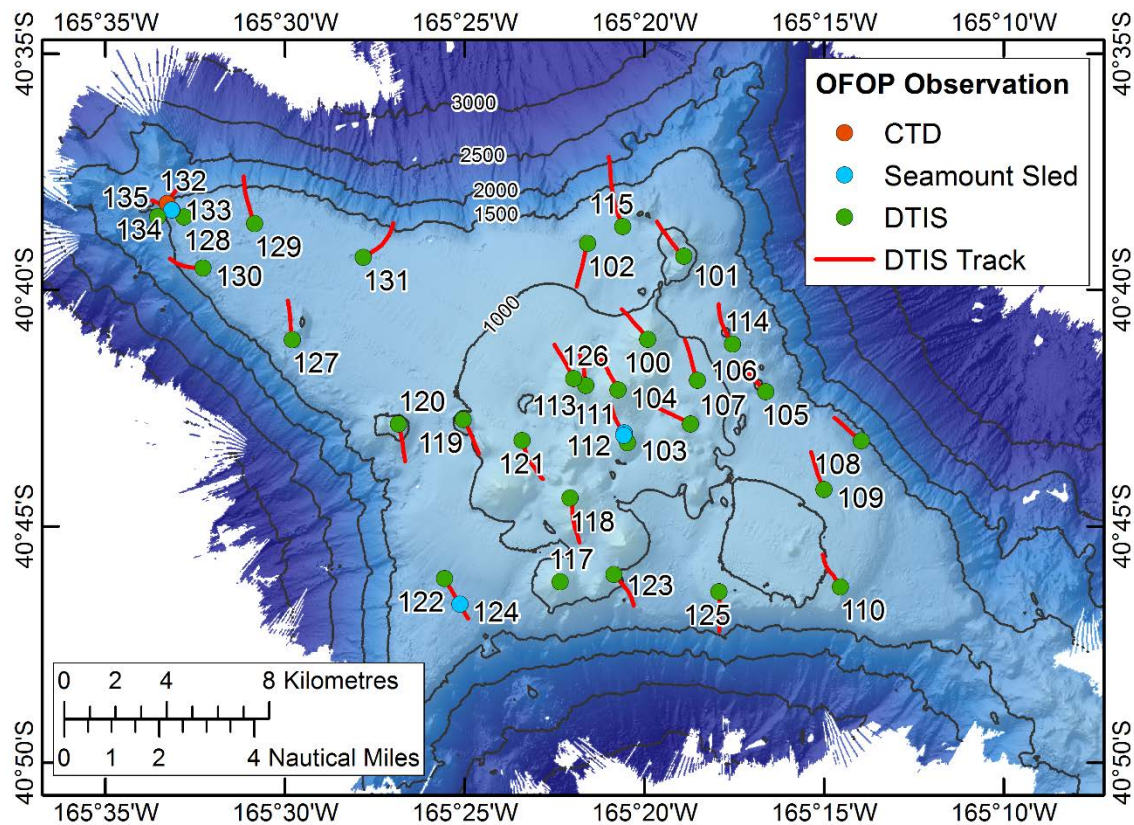 165°35'S 165°30'S 165°25'S 165°20'S 165°15'S 165°10'S
40°35'S
40°35'S
OFOP Observation
CTD
Seamount Sled
DTIS
DTIS Track
3000
2500
2000
1500
1000
135
132
133
134
128
129
130
131
115
102
101
40°40'S
40°40'S
127
114
100
126
106
113
104
107
105
111
120
119
112
103
121
108
109
118
40°45'S
40°45'S
117
122
124
123
125
110
0 2 4 8 Kilometres
0 1 2 4 Nautical Miles
40°50'S
40°50'S
165°33'S 165°30'S 165°25'S 165°20'S 165°14'S 165°10'S